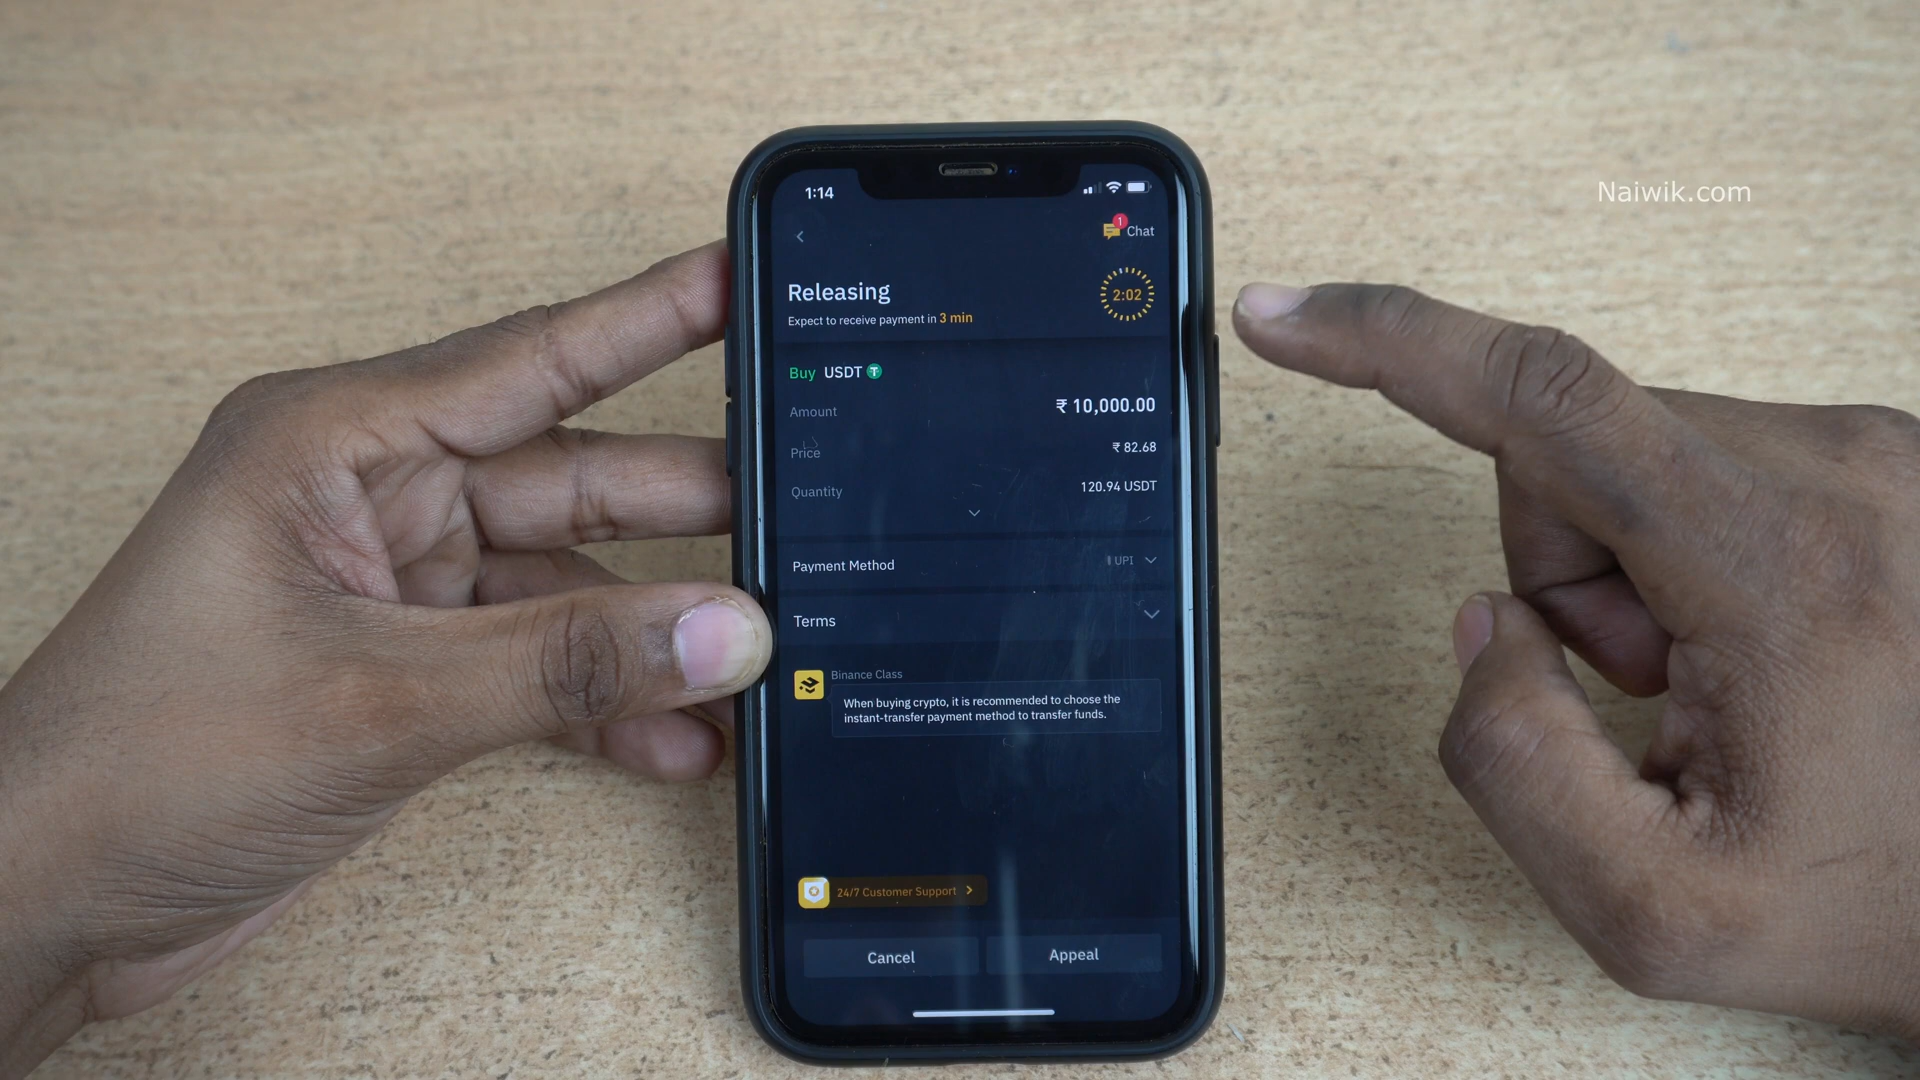 Naiwik.com
1:14
1
Chat
Releasing
2:02
Expect to receive payment in 3 min
Buy USDT
Amount ₹ 10,000.00
Price ₹ 82.68
Quantity 120.94 USDT
Payment Method UPI
Terms
Binance Class
When buying crypto, it is recommended to choose the
instant-transfer payment method to transfer funds.
24/7 Customer Support
Cancel Appeal